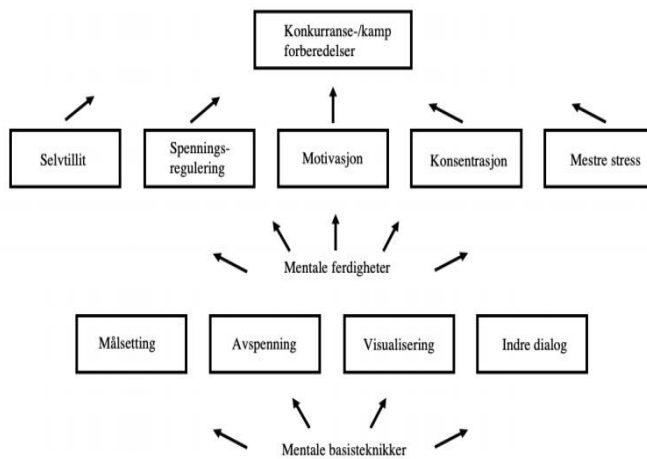 Konkurranse-/kamp
forberedelser
Selvtillit
Spennings-
regulering
Motivasjon
Konsentrasjon
Mestre stress
Mentale ferdigheter
Målsetting
Avspenning
Visualisering
Indre dialog
Mentale basisteknikker